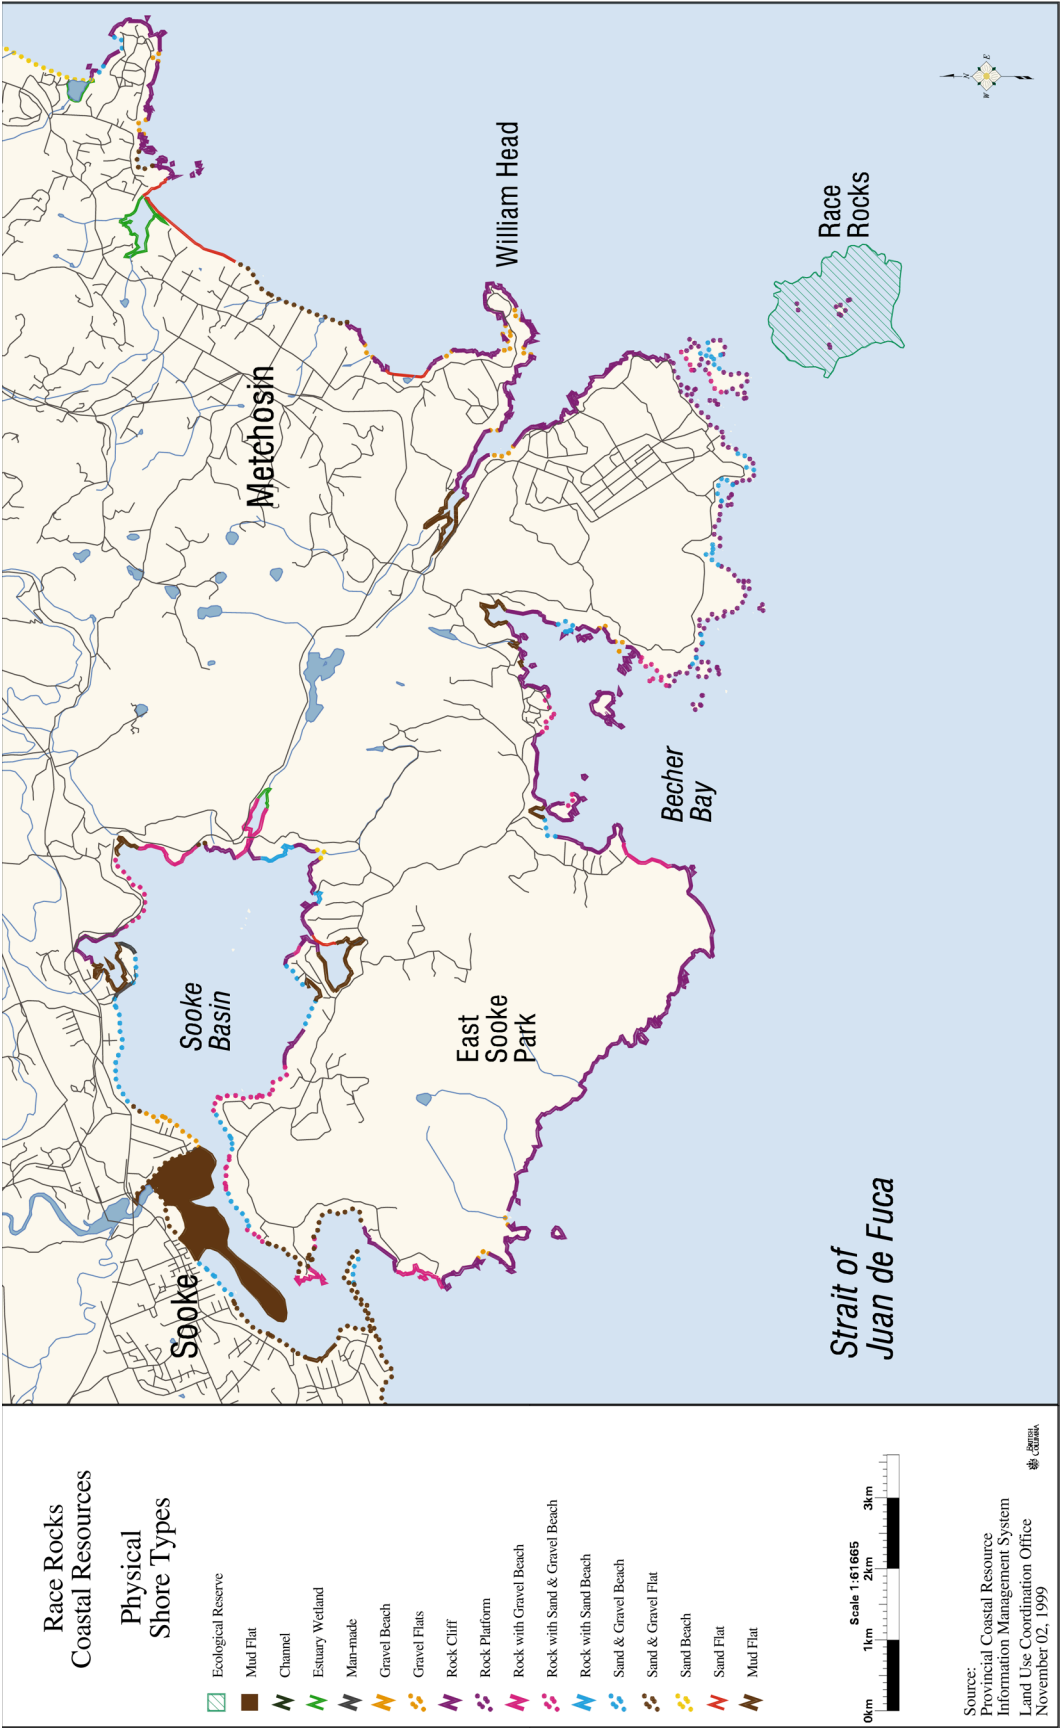 Race Rocks
Coastal Resources
Physical
Shore Types
Ecological Reserve
Mud Flat
Channel
Estuary Wetland
Man-made
Gravel Beach
Gravel Flats
Rock Cliff
Rock Platform
Rock with Gravel Beach
Rock with Sand & Gravel Beach
Rock with Sand Beach
Sand & Gravel Beach
Sand & Gravel Flat
Sand Beach
Sand Flat
Mud Flat
Scale 1:61665
0km 1km 2km 3km
Source:
Provincial Coastal Resource
Information Management System
Land Use Coordination Office
November 02, 1999
BRITISH
COLUMBIA
Sooke
Sooke
Basin
Metchosin
East
Sooke
Park
William Head
Becher
Bay
Race
Rocks
Strait of
Juan de Fuca
N
E
W